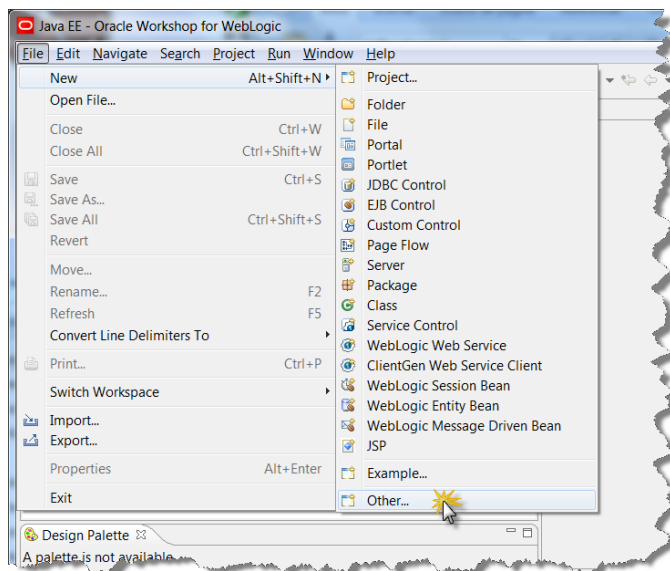 Java EE - Oracle Workshop for WebLogic
File Edit Navigate Search Project Run Window Help
New Alt+Shift+N
Open File...
Close Ctrl+W
Close All Ctrl+Shift+W
Save Ctrl+S
Save As...
Save All Ctrl+Shift+S
Revert
Move...
Rename... F2
Refresh F5
Convert Line Delimiters To
Print... Ctrl+P
Switch Workspace
Import...
Export...
Properties Alt+Enter
Exit
Project...
Folder
File
Portal
Portlet
JDBC Control
EJB Control
Custom Control
Page Flow
Server
Package
Class
Service Control
WebLogic Web Service
ClientGen Web Service Client
WebLogic Session Bean
WebLogic Entity Bean
WebLogic Message Driven Bean
JSP
Example...
Other...
Design Palette
A palette is not available